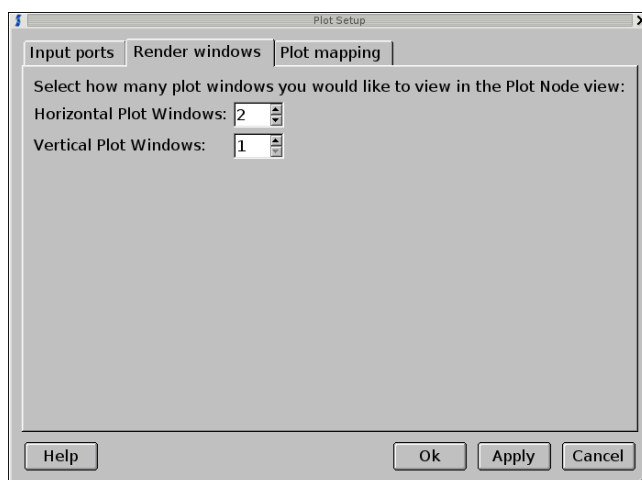 Plot Setup
Input ports Render windows Plot mapping
Select how many plot windows you would like to view in the Plot Node view:
Horizontal Plot Windows: 2
Vertical Plot Windows: 1
Help Ok Apply Cancel